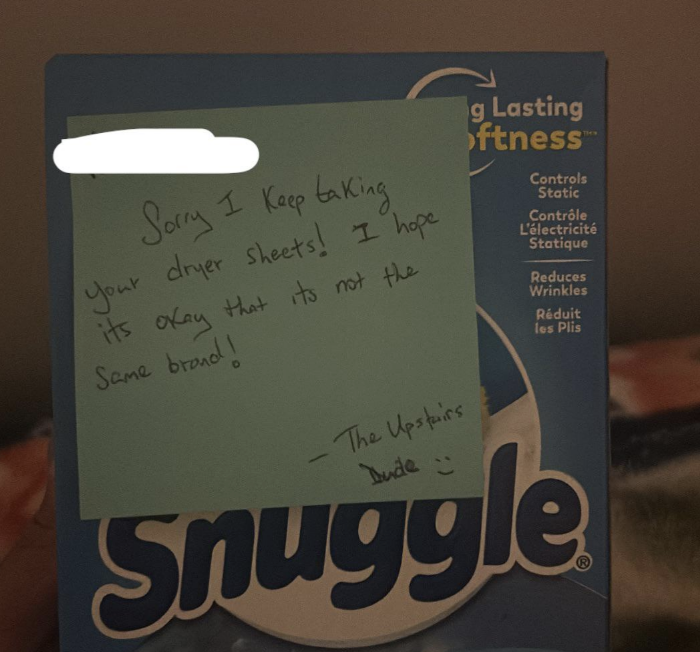 g Lasting
oftness™
Controls
Static
Contrôle
L'électricité
Statique
Reduces
Wrinkles
Réduit
les Plis
Sorry I keep taking
your dryer sheets! I hope
its okay that its not the
same brand!
- The Upstairs
Dude :)
Snuggle®